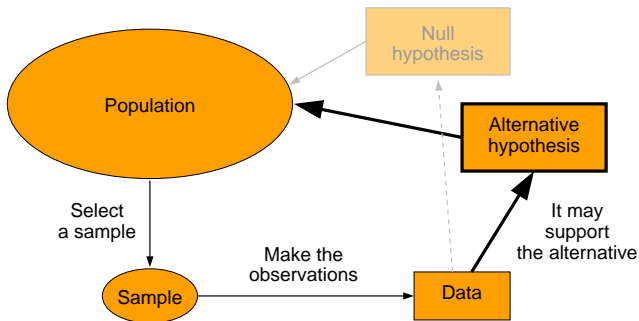 Null
hypothesis
Population
Alternative
hypothesis
Select
a sample
It may
support
the alternative
Make the
observations
Sample
Data